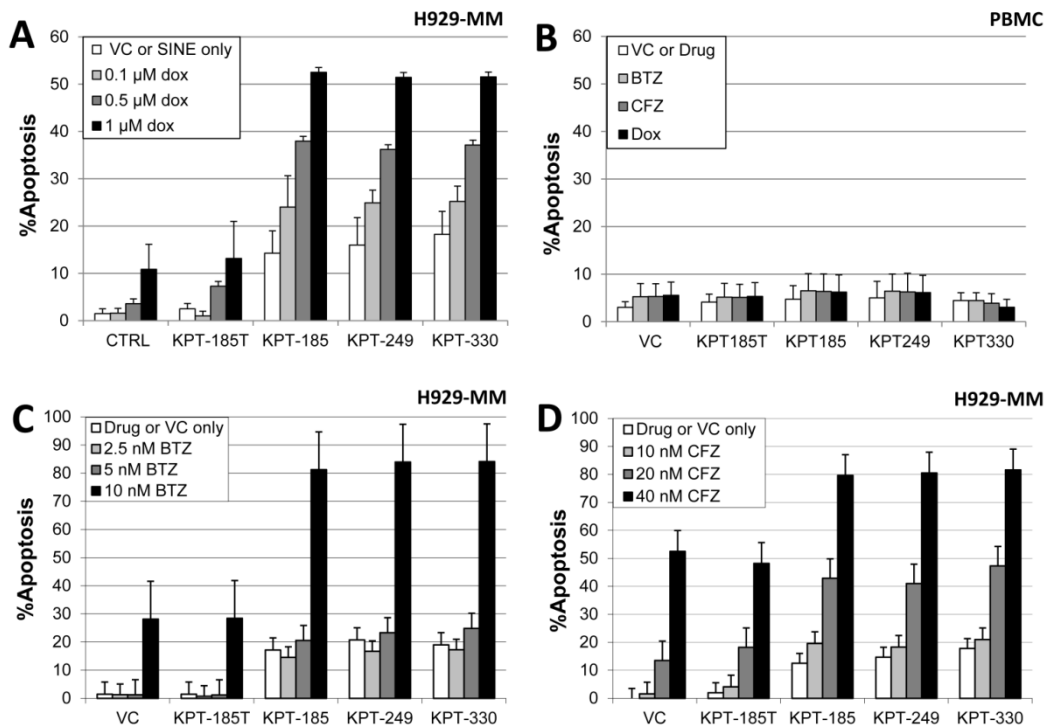 A
H929-MM
%Apoptosis
60
50
40
30
20
10
0
VC or SINE only
0.1 µM dox
0.5 µM dox
1 µM dox
CTRL KPT-185T KPT-185 KPT-249 KPT-330
B
PBMC
%Apoptosis
60
50
40
30
20
10
0
VC or Drug
BTZ
CFZ
Dox
VC KPT185T KPT185 KPT249 KPT330
C
H929-MM
%Apoptosis
100
90
80
70
60
50
40
30
20
10
0
Drug or VC only
2.5 nM BTZ
5 nM BTZ
10 nM BTZ
VC KPT-185T KPT-185 KPT-249 KPT-330
D
H929-MM
%Apoptosis
100
90
80
70
60
50
40
30
20
10
0
Drug or VC only
10 nM CFZ
20 nM CFZ
40 nM CFZ
VC KPT-185T KPT-185 KPT-249 KPT-330